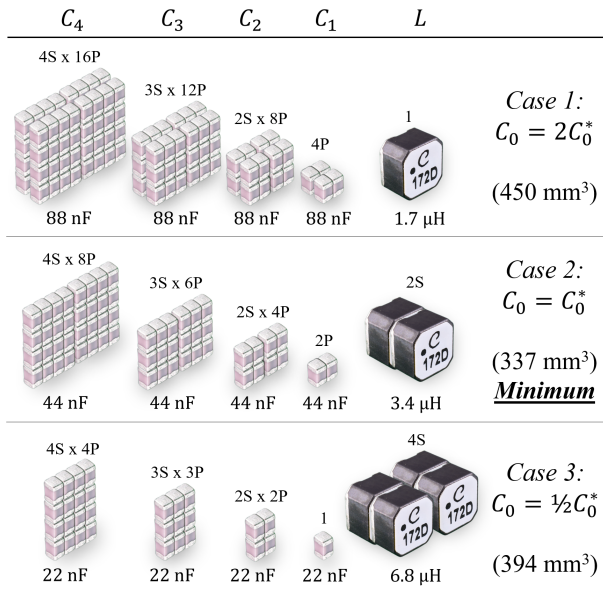 C₄ C₃ C₂ C₁ L
4S x 16P
3S x 12P
2S x 8P
4P
1
C
172D
88 nF 88 nF 88 nF 88 nF 1.7 μH
Case 1:
C₀ = 2C₀*
(450 mm³)
4S x 8P
3S x 6P
2S x 4P
2P
2S
C
172D
44 nF 44 nF 44 nF 44 nF 3.4 μH
Case 2:
C₀ = C₀*
(337 mm³)
Minimum
4S x 4P
3S x 3P
2S x 2P
1
4S
C
172D
C
172D
22 nF 22 nF 22 nF 22 nF 6.8 μH
Case 3:
C₀ = ½C₀*
(394 mm³)